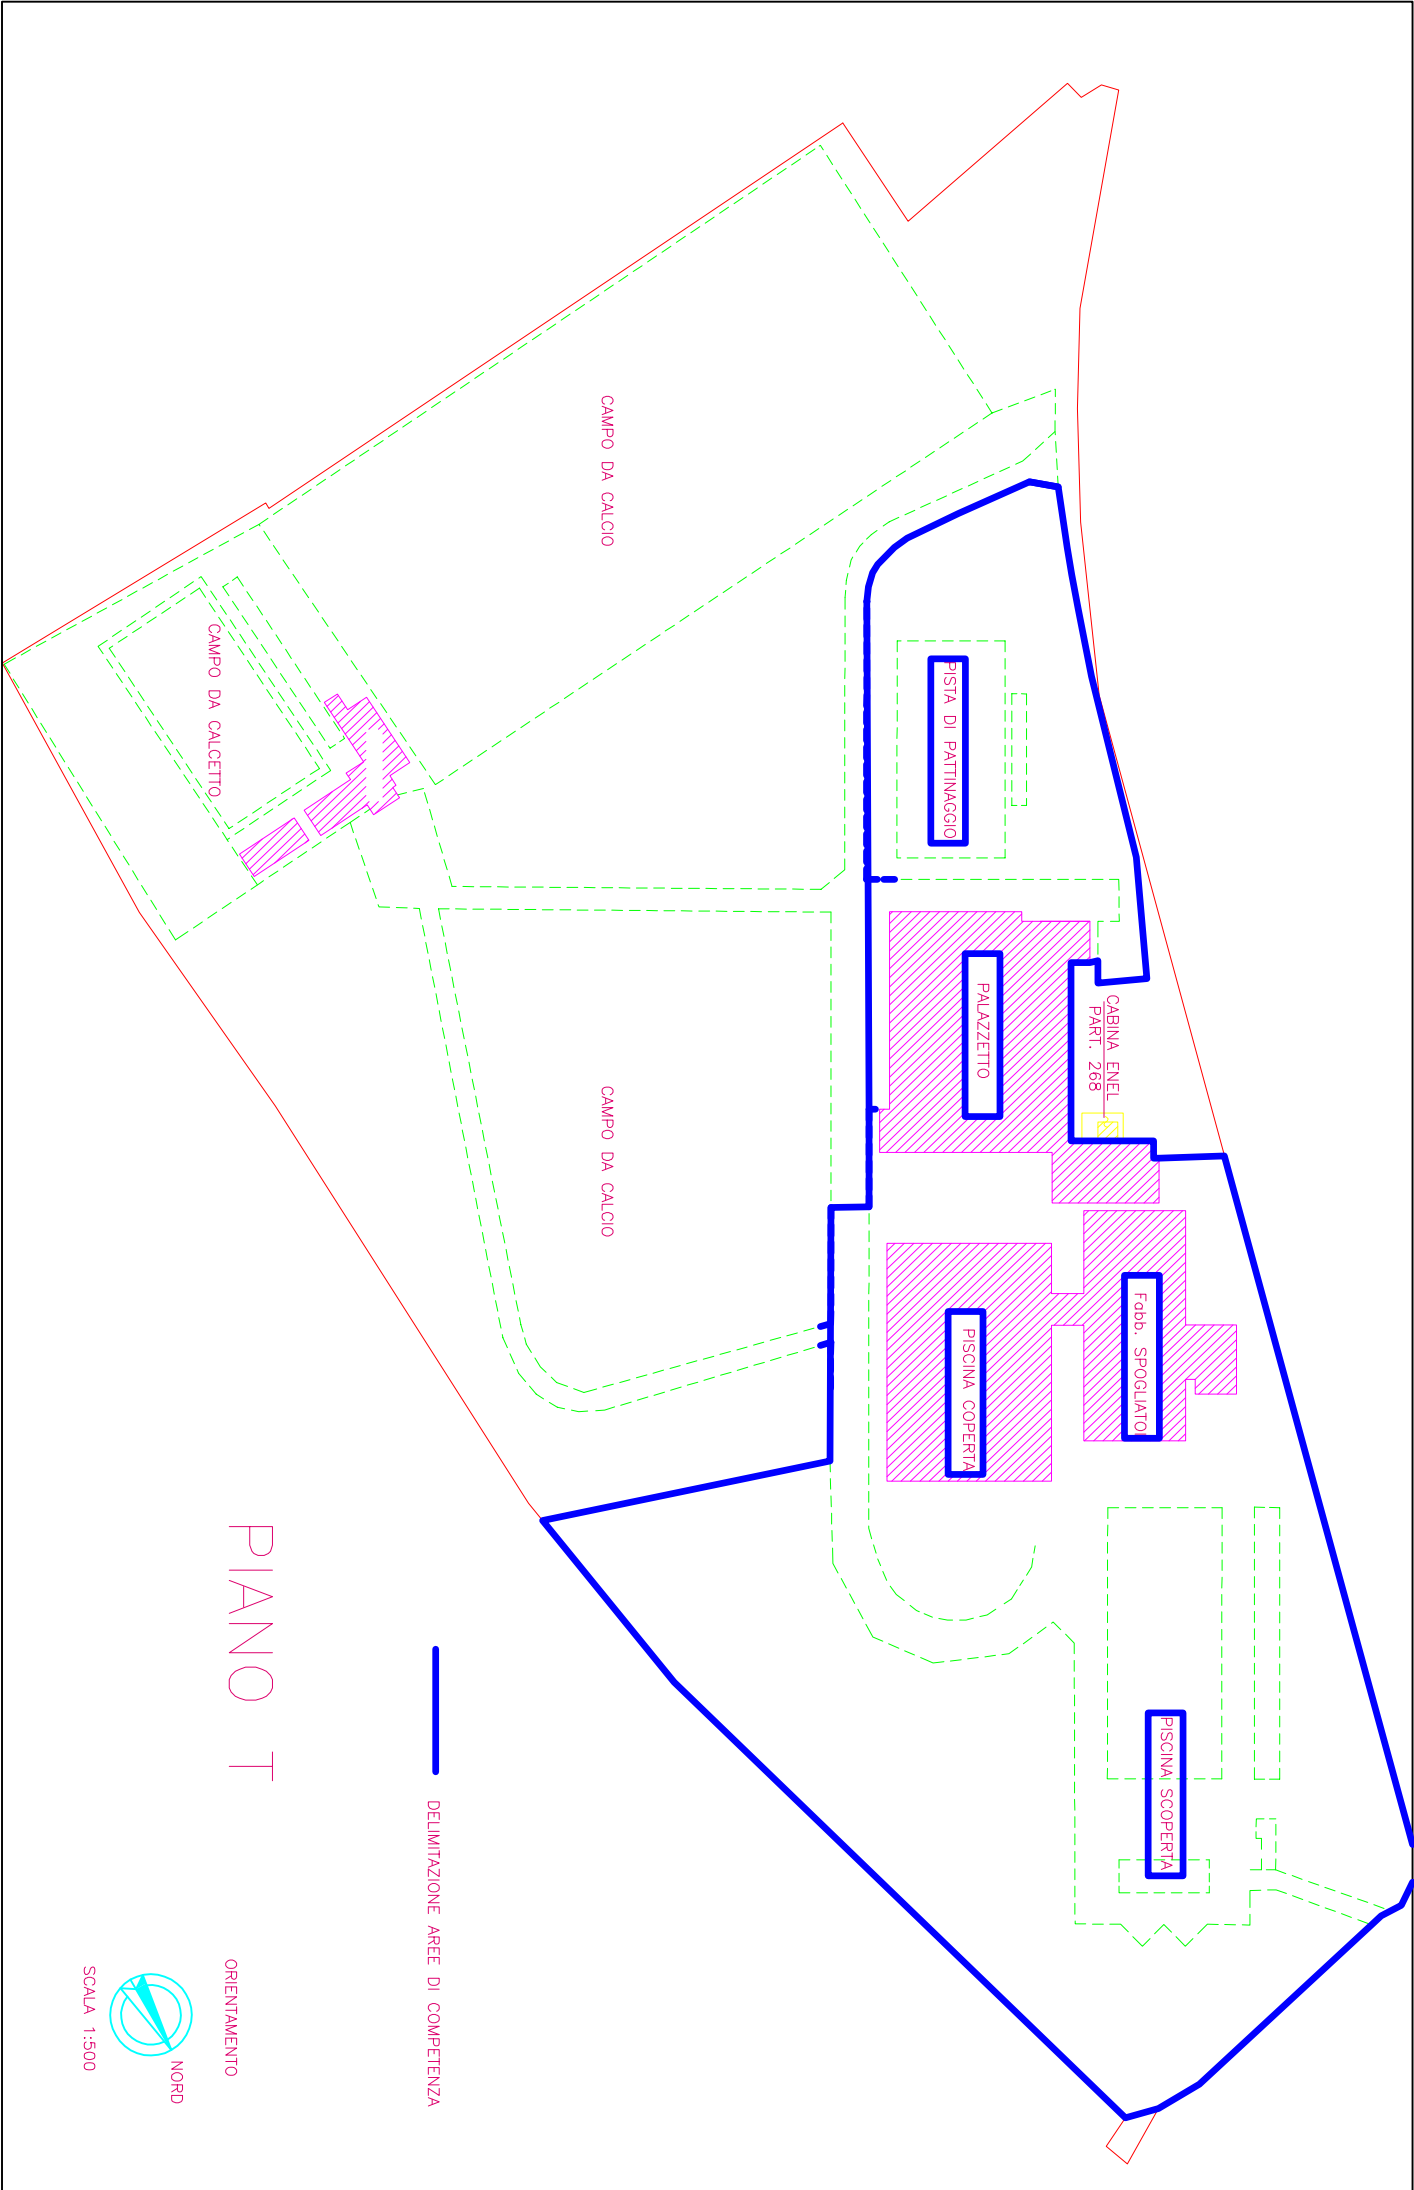 CABINA ENEL
PART. 268
Fabb. SPOGLIATOI
PISCINA SCOPERTA
PISTA DI PATTINAGGIO
PALAZZETTO
PISCINA COPERTA
CAMPO DA CALCIO
CAMPO DA CALCIO
CAMPO DA CALCETTO
DELIMITAZIONE AREE DI COMPETENZA
PIANO T
ORIENTAMENTO
NORD
SCALA 1:500